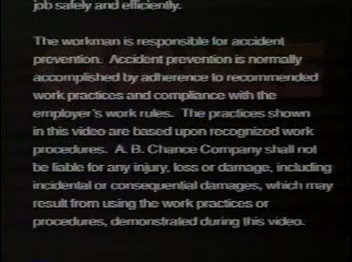 job safely and efficiently.
The workman is responsible for accident
prevention. Accident prevention is normally
accomplished by adherence to recommended
work practices and compliance with the
employer's work rules. The practices shown
in this video are based upon recognized work
procedures. A. B. Chance Company shall not
be liable for any injury, loss or damage, including
incidental or consequential damages, which may
result from using the work practices or
procedures, demonstrated during this video.